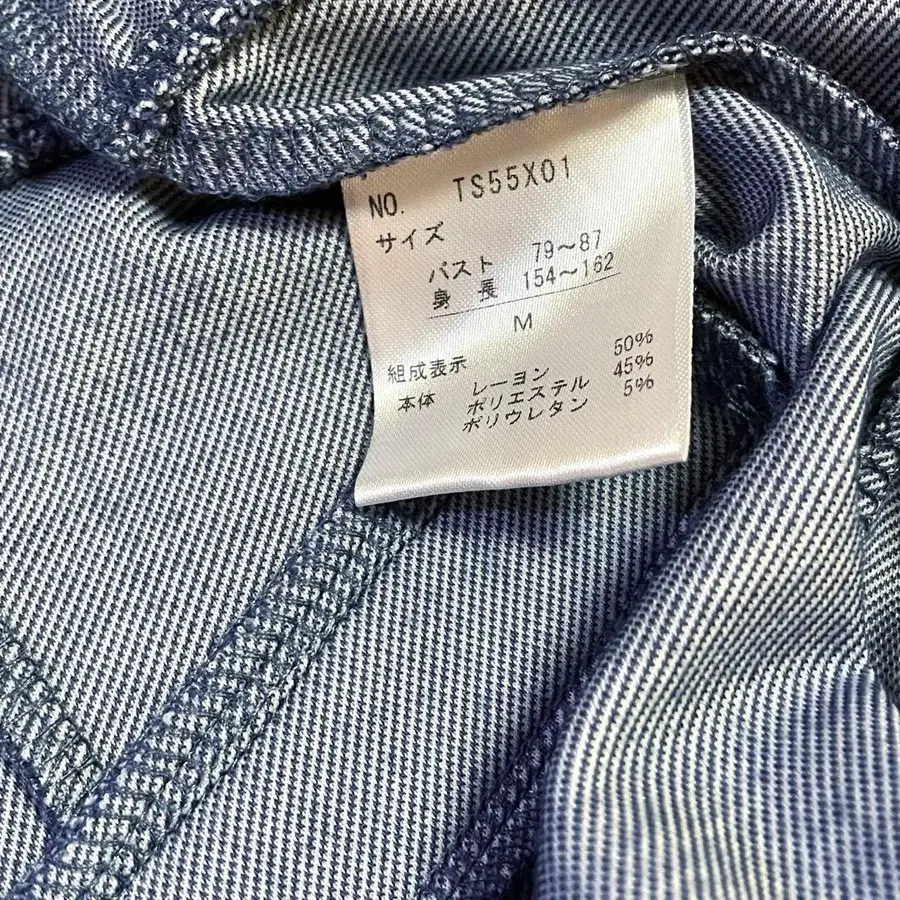 NO. TS55X01
サイズ
バスト 79～87
身長 154～162
M
組成表示
本体 レーヨン 50%
ポリエステル 45%
ポリウレタン 5%